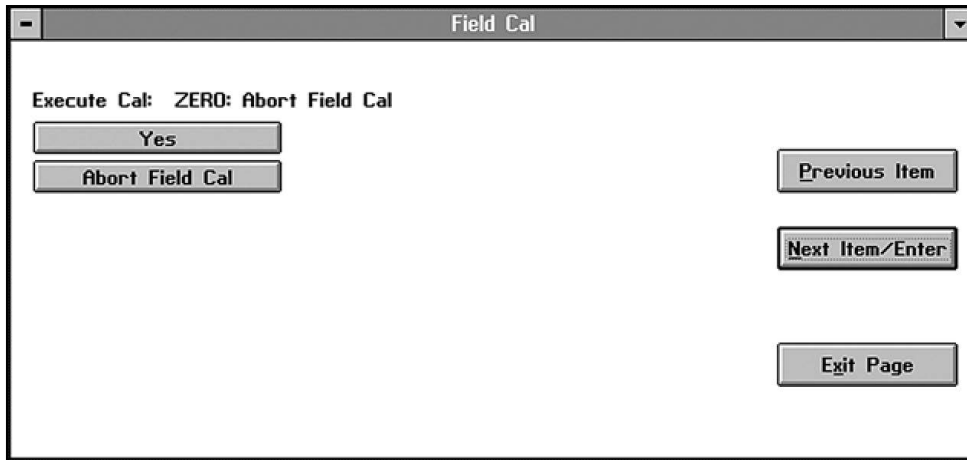 Field Cal
Execute Cal: ZERO: Abort Field Cal
Yes
Abort Field Cal
Previous Item
Next Item/Enter
Exit Page